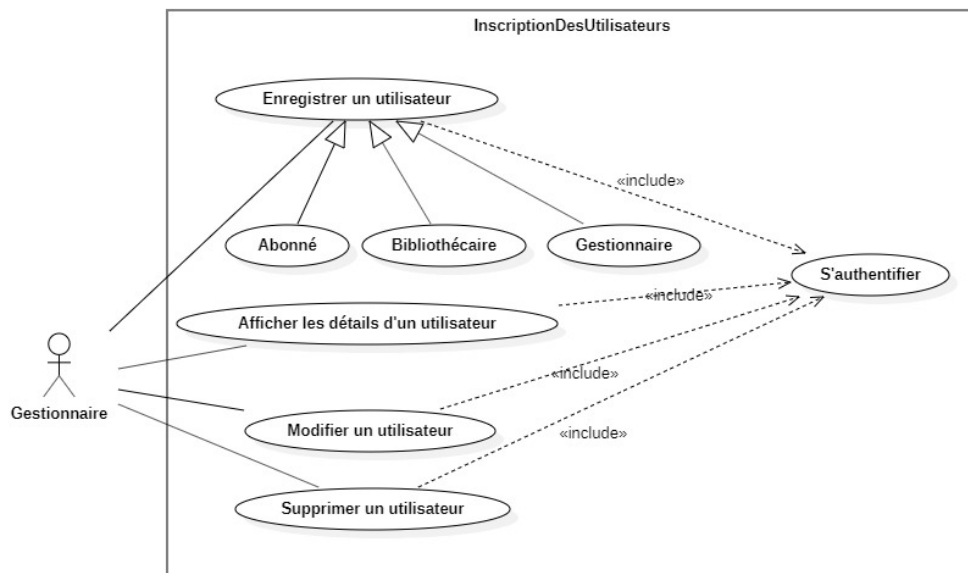 InscriptionDesUtilisateurs
Enregistrer un utilisateur
«include»
Abonné
Bibliothécaire
Gestionnaire
S'authentifier
«include»
Afficher les détails d'un utilisateur
Gestionnaire
«include»
Modifier un utilisateur
«include»
Supprimer un utilisateur